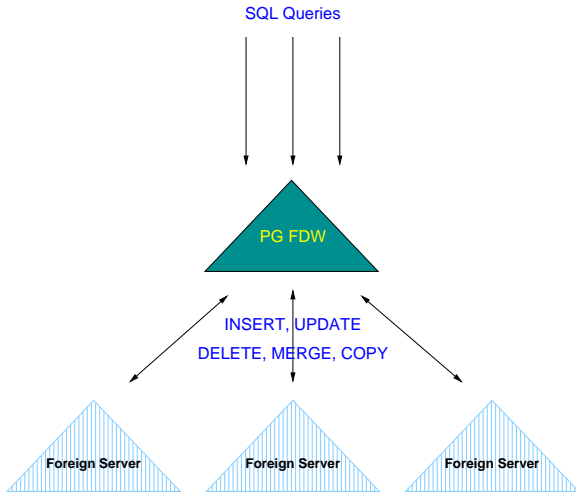 SQL Queries
PG FDW
INSERT, UPDATE
DELETE, MERGE, COPY
Foreign Server
Foreign Server
Foreign Server